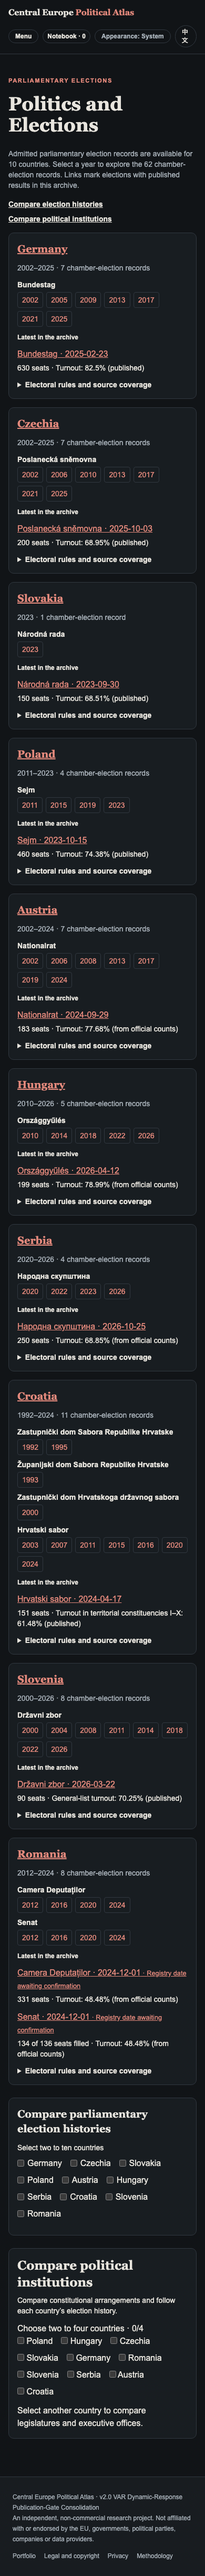 Central Europe Political Atlas
Menu
Notebook · 0
Appearance: System
中
文
PARLIAMENTARY ELECTIONS
Politics and
Elections
Admitted parliamentary election records are available for
10 countries. Select a year to explore the 62 chamber-
election records. Links mark elections with published
results in this archive.
Compare election histories
Compare political institutions
Germany
2002–2025 · 7 chamber-election records
Bundestag
2002 2005 2009 2013 2017
2021 2025
Latest in the archive
Bundestag · 2025-02-23
630 seats · Turnout: 82.5% (published)
▶ Electoral rules and source coverage
Czechia
2002–2025 · 7 chamber-election records
Poslanecká sněmovna
2002 2006 2010 2013 2017
2021 2025
Latest in the archive
Poslanecká sněmovna · 2025-10-03
200 seats · Turnout: 68.95% (published)
▶ Electoral rules and source coverage
Slovakia
2023 · 1 chamber-election record
Národná rada
2023
Latest in the archive
Národná rada · 2023-09-30
150 seats · Turnout: 68.51% (published)
▶ Electoral rules and source coverage
Poland
2011–2023 · 4 chamber-election records
Sejm
2011 2015 2019 2023
Latest in the archive
Sejm · 2023-10-15
460 seats · Turnout: 74.38% (published)
▶ Electoral rules and source coverage
Austria
2002–2024 · 7 chamber-election records
Nationalrat
2002 2006 2008 2013 2017
2019 2024
Latest in the archive
Nationalrat · 2024-09-29
183 seats · Turnout: 77.68% (from official counts)
▶ Electoral rules and source coverage
Hungary
2010–2026 · 5 chamber-election records
Országgyűlés
2010 2014 2018 2022 2026
Latest in the archive
Országgyűlés · 2026-04-12
199 seats · Turnout: 78.99% (from official counts)
▶ Electoral rules and source coverage
Serbia
2020–2026 · 4 chamber-election records
Народна скупштина
2020 2022 2023 2026
Latest in the archive
Народна скупштина · 2026-10-25
250 seats · Turnout: 68.85% (from official counts)
▶ Electoral rules and source coverage
Croatia
1992–2024 · 11 chamber-election records
Zastupnički dom Sabora Republike Hrvatske
1992 1995
Županijski dom Sabora Republike Hrvatske
1993
Zastupnički dom Hrvatskoga državnog sabora
2000
Hrvatski sabor
2003 2007 2011 2015 2016 2020
2024
Latest in the archive
Hrvatski sabor · 2024-04-17
151 seats · Turnout in territorial constituencies I–X:
61.48% (published)
▶ Electoral rules and source coverage
Slovenia
2000–2026 · 8 chamber-election records
Državni zbor
2000 2004 2008 2011 2014 2018
2022 2026
Latest in the archive
Državni zbor · 2026-03-22
90 seats · General-list turnout: 70.25% (published)
▶ Electoral rules and source coverage
Romania
2012–2024 · 8 chamber-election records
Camera Deputaților
2012 2016 2020 2024
Senat
2012 2016 2020 2024
Latest in the archive
Camera Deputaților · 2024-12-01 · Registry date
awaiting confirmation
331 seats · Turnout: 48.48% (from official counts)
Senat · 2024-12-01 · Registry date awaiting
confirmation
134 of 136 seats filled · Turnout: 48.48% (from
official counts)
▶ Electoral rules and source coverage
Compare parliamentary
election histories
Select two to ten countries
Germany Czechia Slovakia
Poland Austria Hungary
Serbia Croatia Slovenia
Romania
Compare political
institutions
Compare constitutional arrangements and follow
each country's election history.
Choose two to four countries · 0/4
Poland Hungary Czechia
Slovakia Germany Romania
Slovenia Serbia Austria
Croatia
Select another country to compare
legislatures and executive offices.
Central Europe Political Atlas · v2.0 VAR Dynamic-Response
Publication-Gate Consolidation
An independent, non-commercial research project. Not affiliated
with or endorsed by the EU, governments, political parties,
companies or data providers.
Portfolio Legal and copyright Privacy Methodology